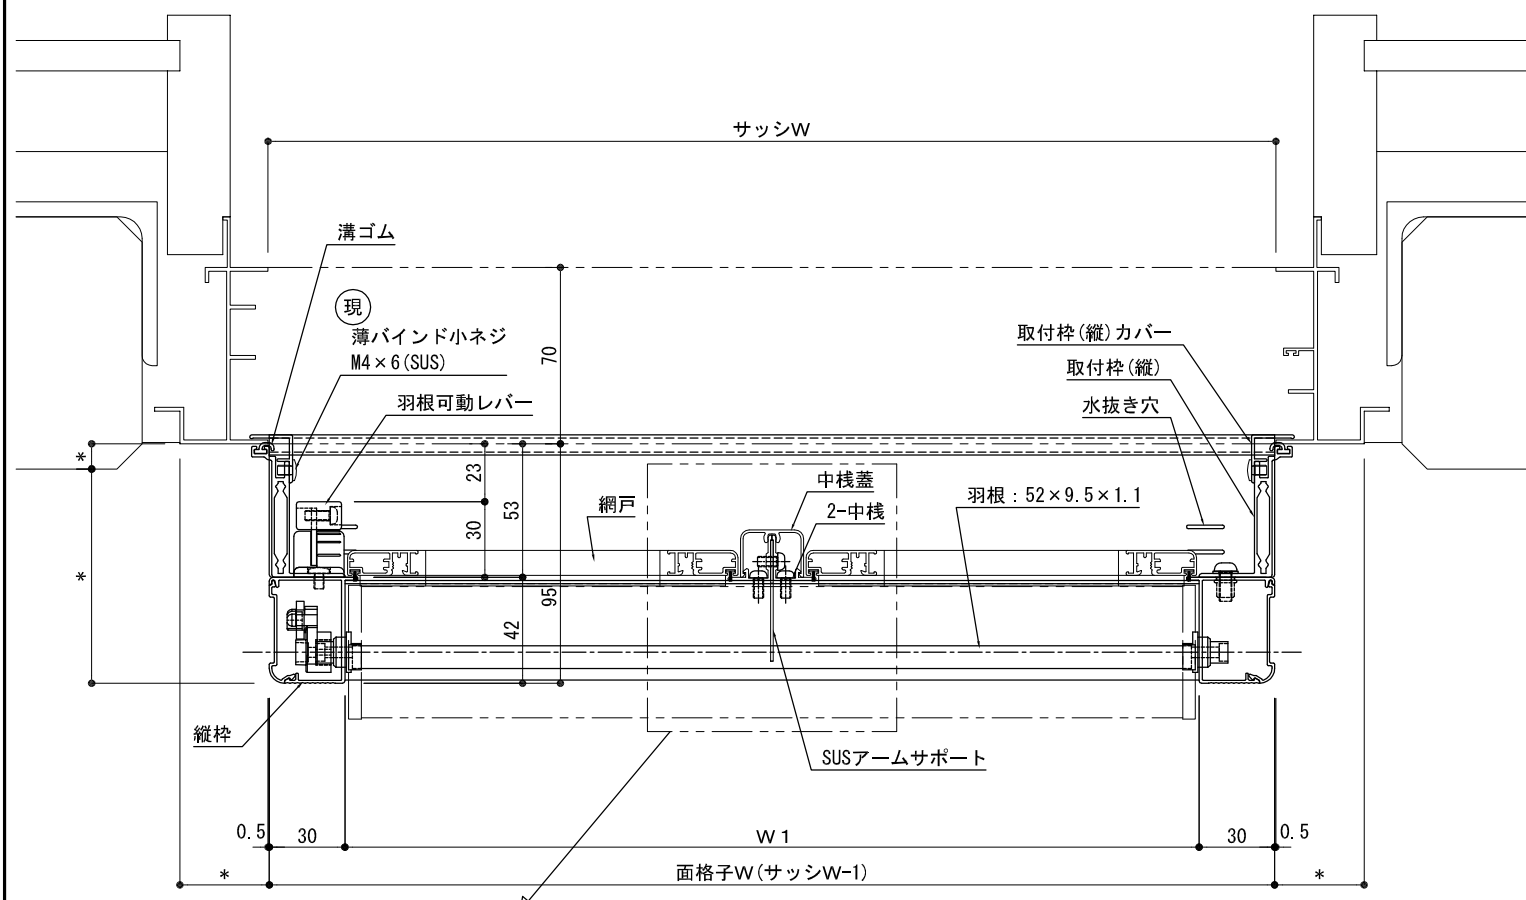 サッシW
溝ゴム
現
薄バインド小ネジ
M4×6(SUS)
羽根可動レバー
70
取付枠(縦)カバー
取付枠(縦)
水抜き穴
*
23
53
30
網戸
中桟蓋
2-中桟
羽根：52×9.5×1.1
*
95
42
縦枠
SUSアームサポート
0.5
30
W1
30
0.5
*
面格子W(サッシW-1)
*